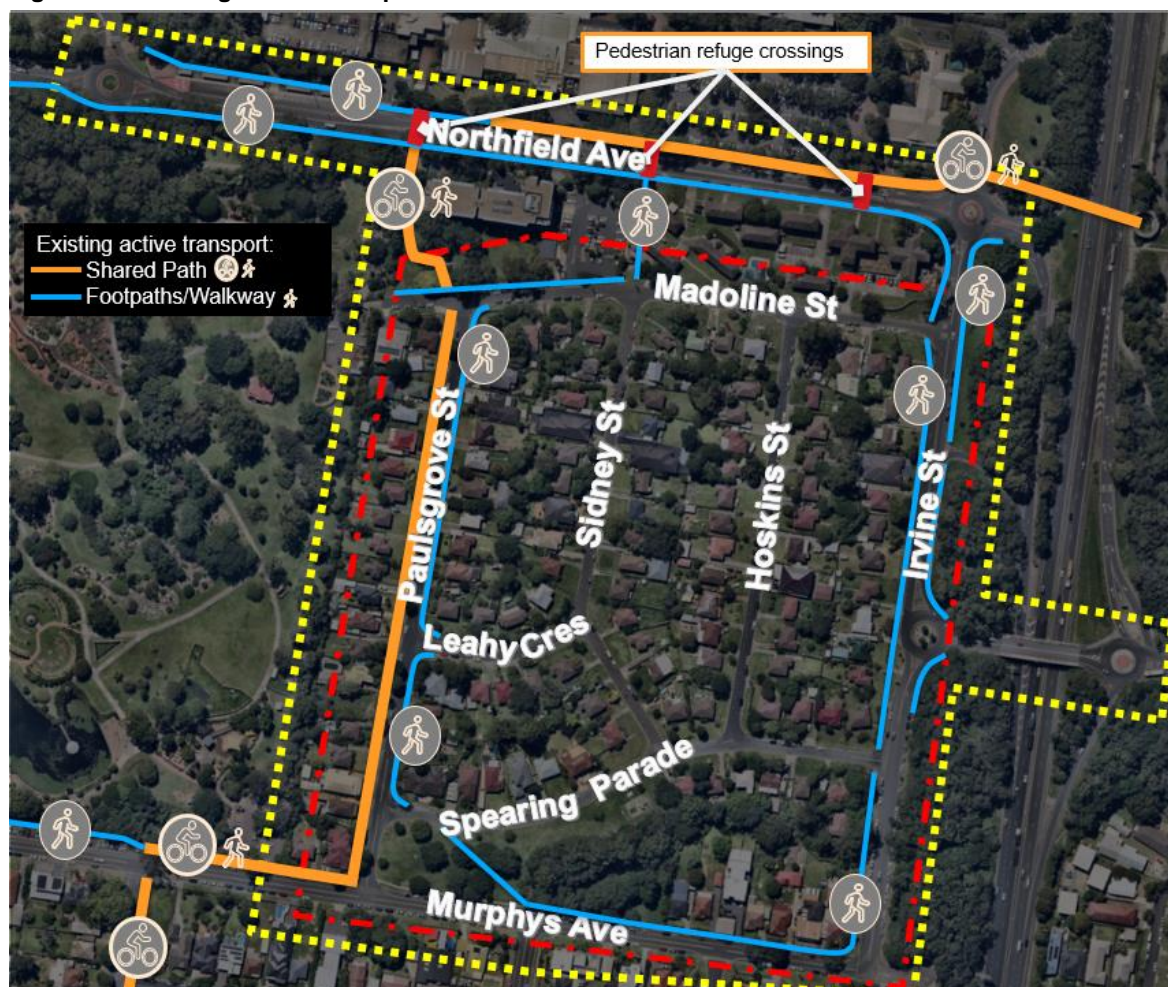 Pedestrian refuge crossings
Northfield Ave
Existing active transport:
Shared Path
Footpaths/Walkway
Madoline St
Paulsgrove St
Sidney St
Hoskins St
Irvine St
Leahy Cres
Spearing Parade
Murphys Ave